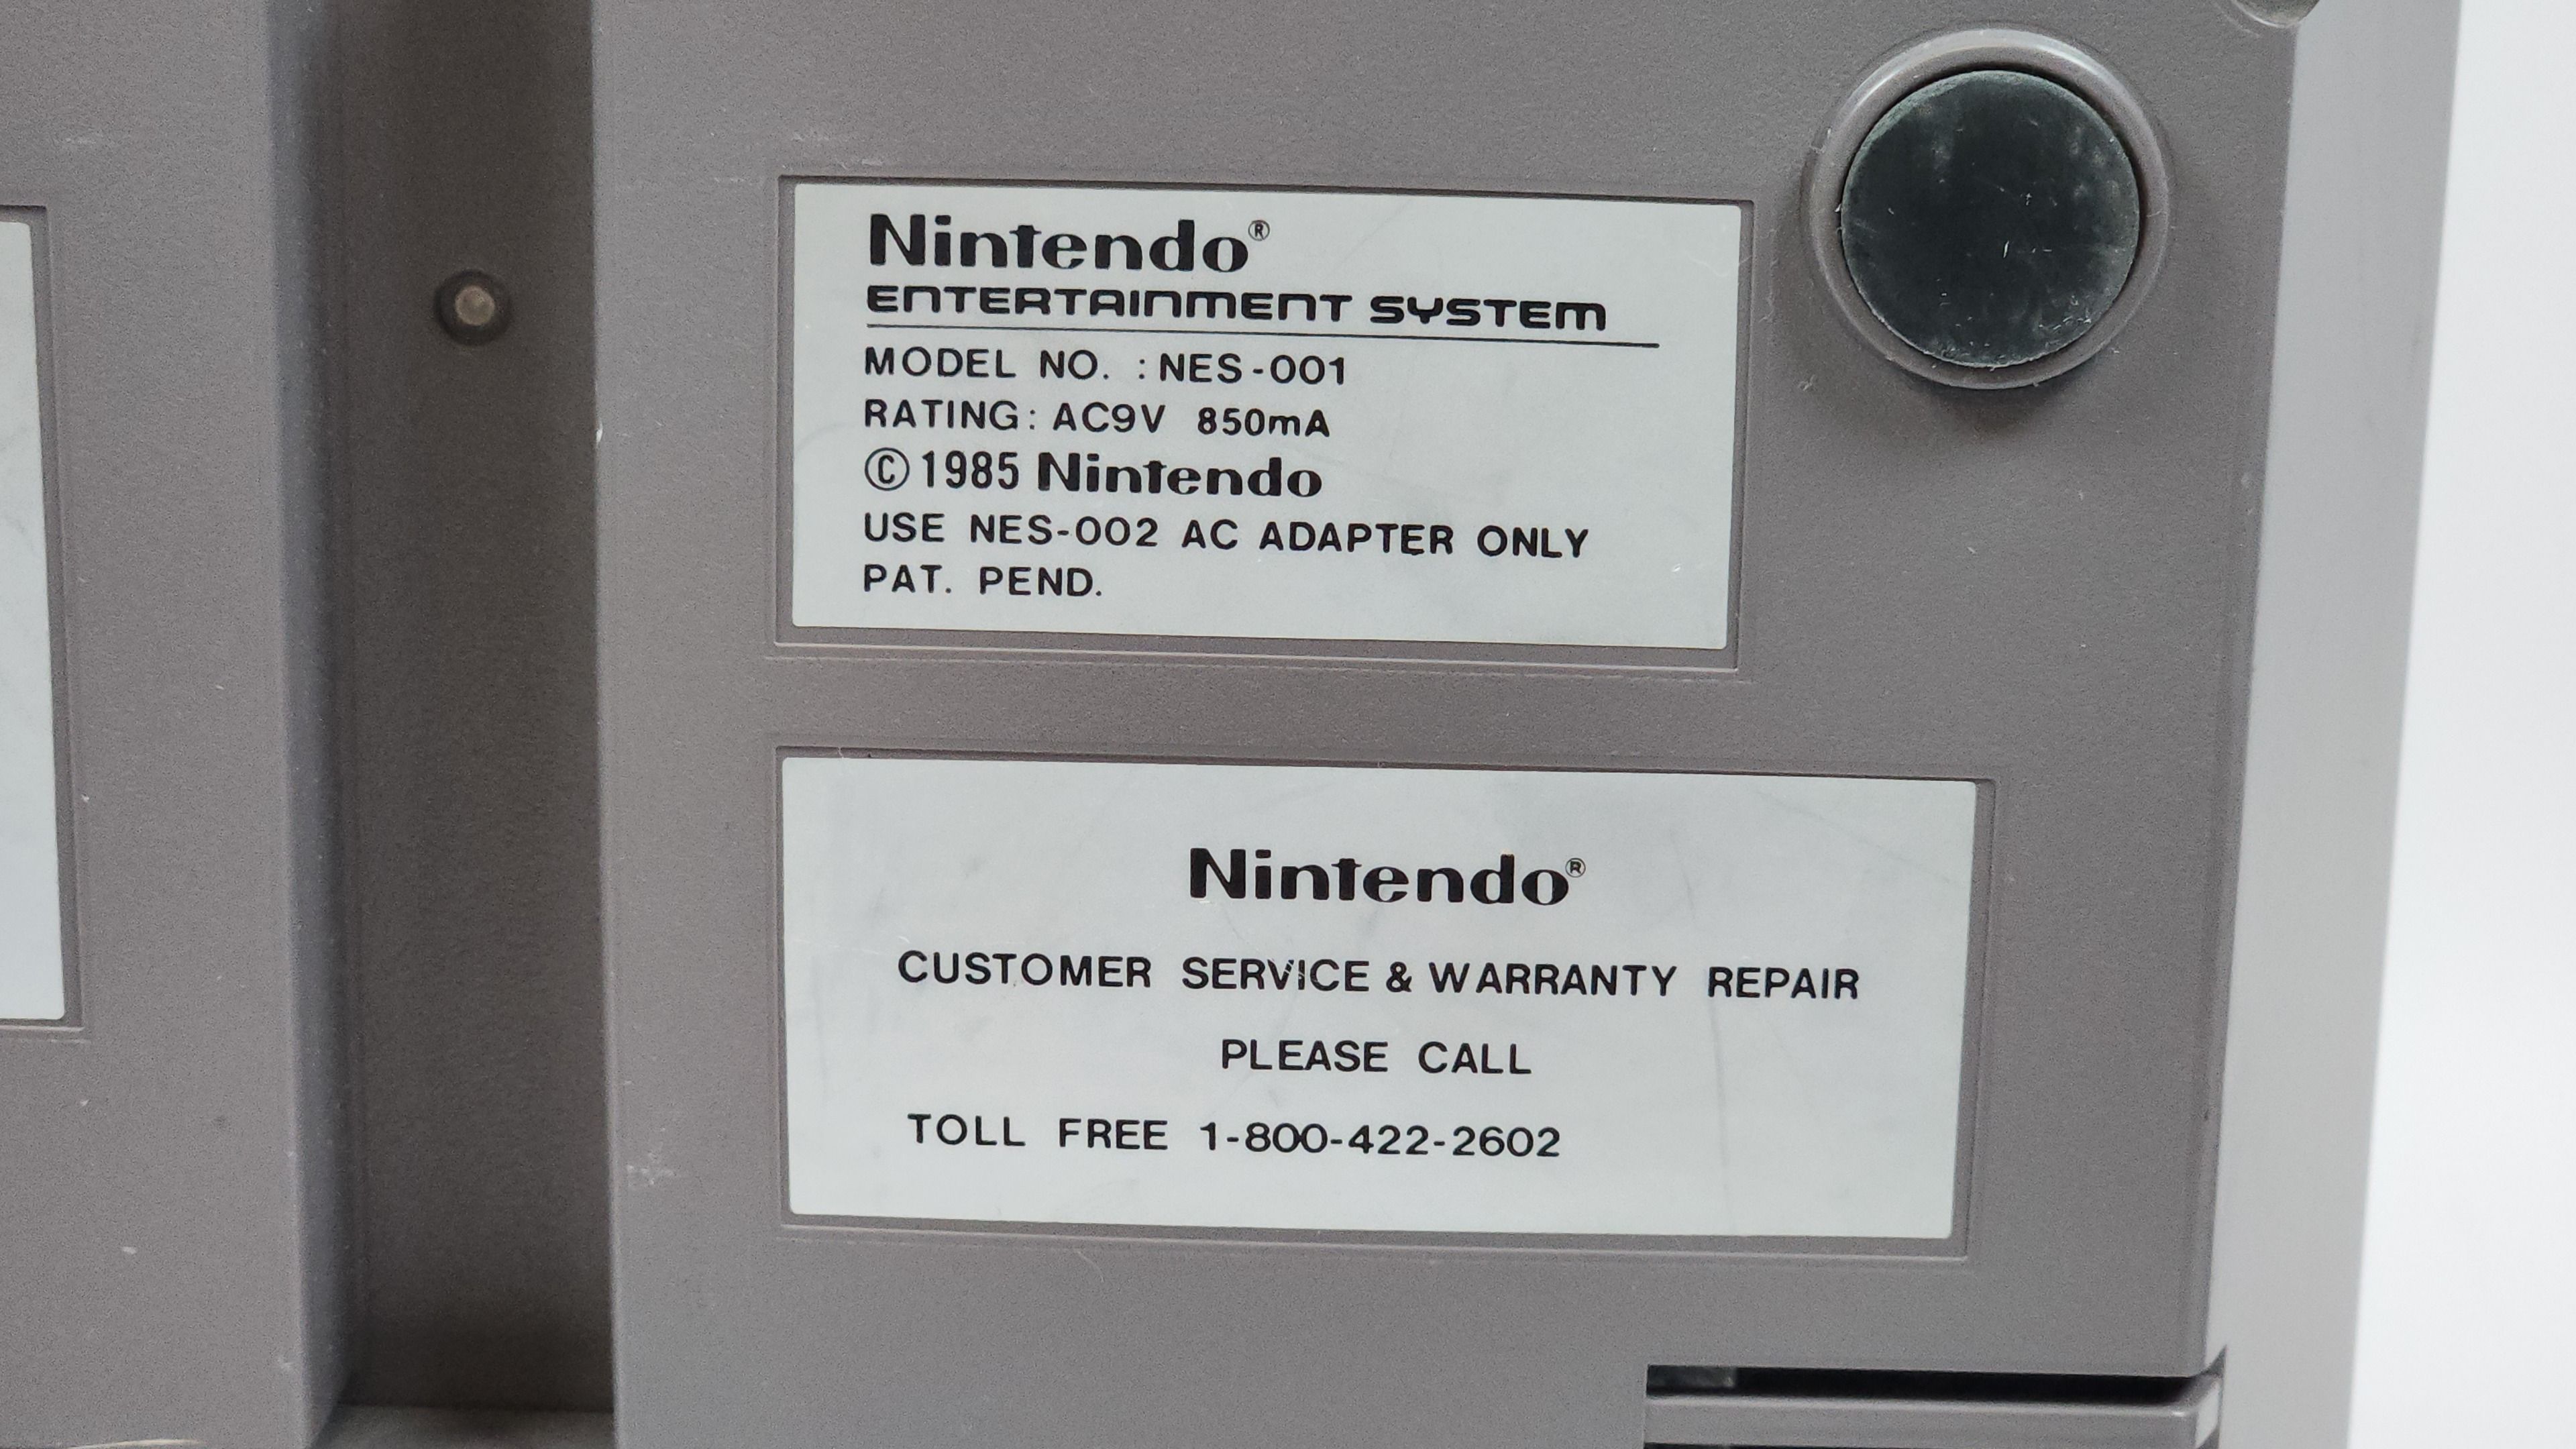 Nintendo®
ENTERTAINMENT SYSTEM
MODEL NO. : NES-001
RATING: AC9V 850mA
©1985 Nintendo
USE NES-002 AC ADAPTER ONLY
PAT. PEND.
Nintendo®
CUSTOMER SERVICE & WARRANTY REPAIR
PLEASE CALL
TOLL FREE 1-800-422-2602